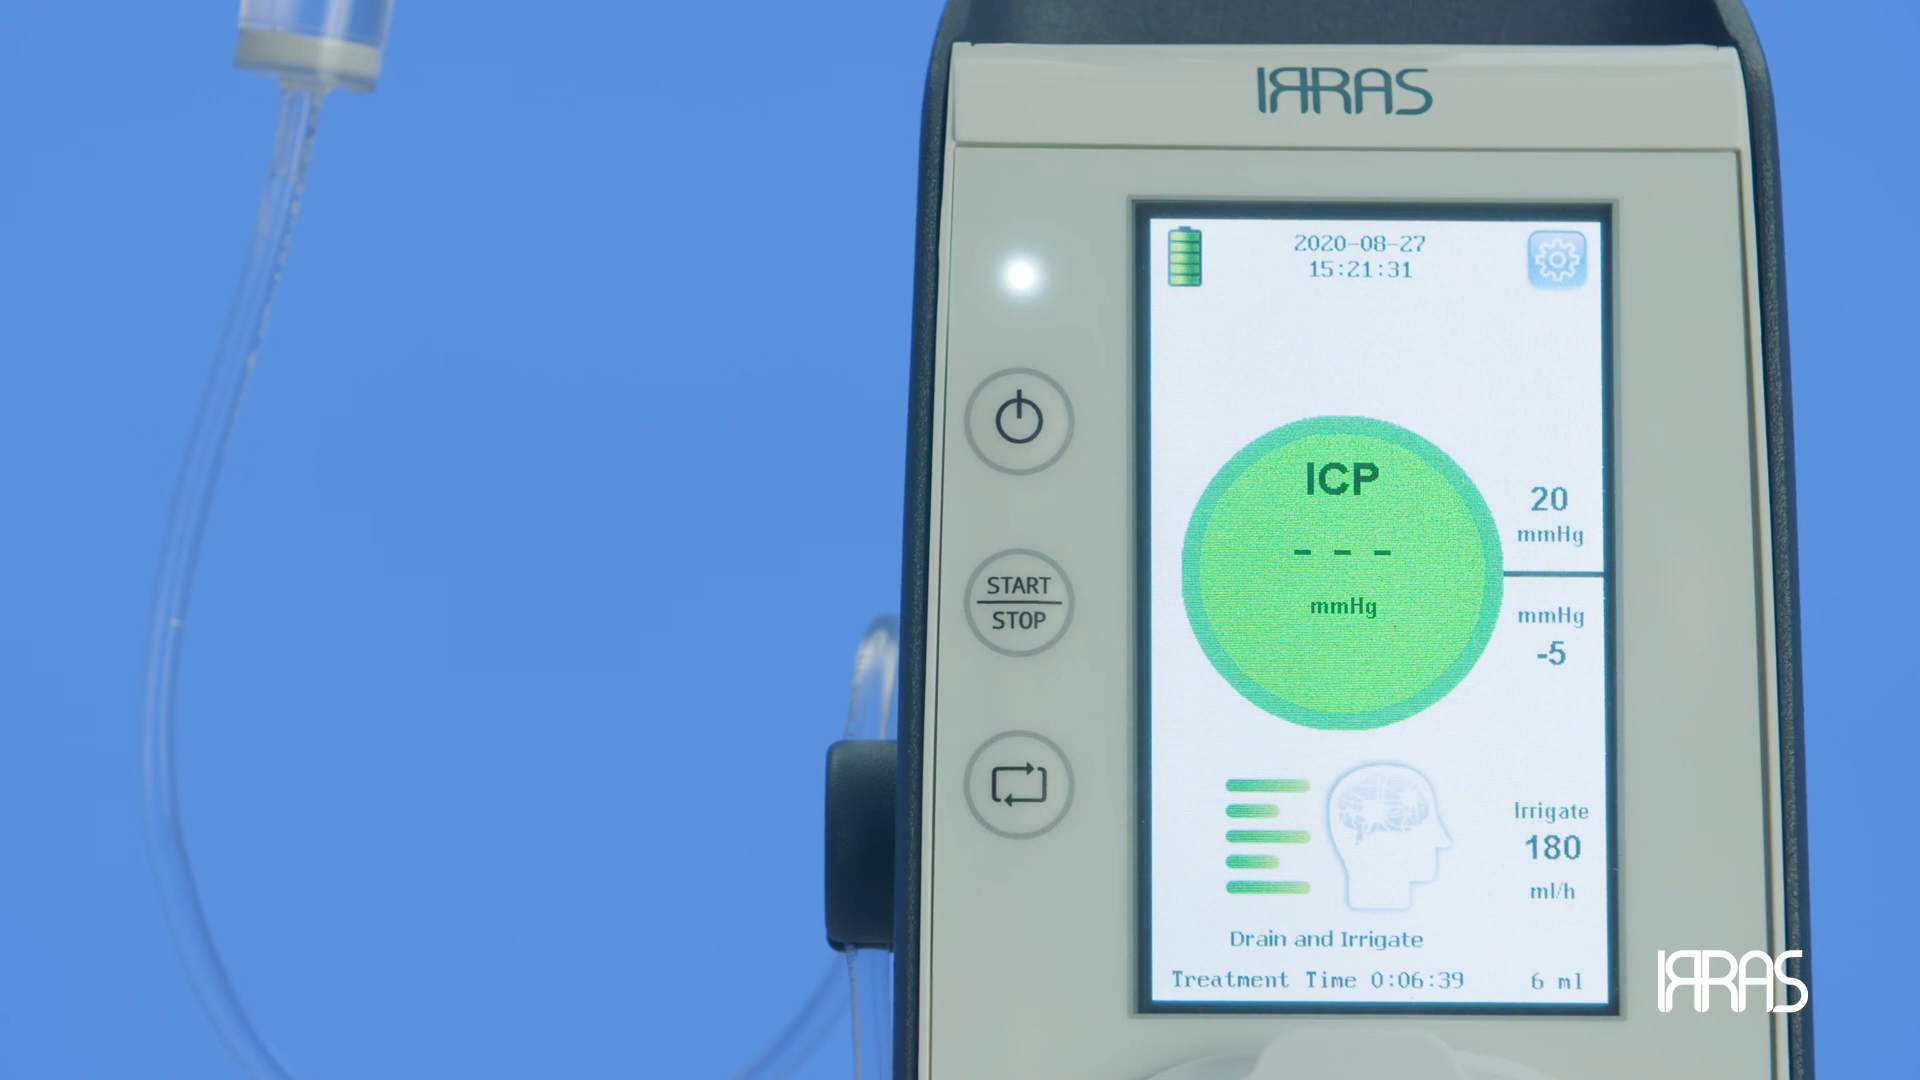 IRRAS
2020-08-27
15:21:31
ICP
- - -
mmHg
20
mmHg
mmHg
-5
START
STOP
Irrigate
180
ml/h
Drain and Irrigate
Treatment Time 0:06:39
6 ml
IRRAS